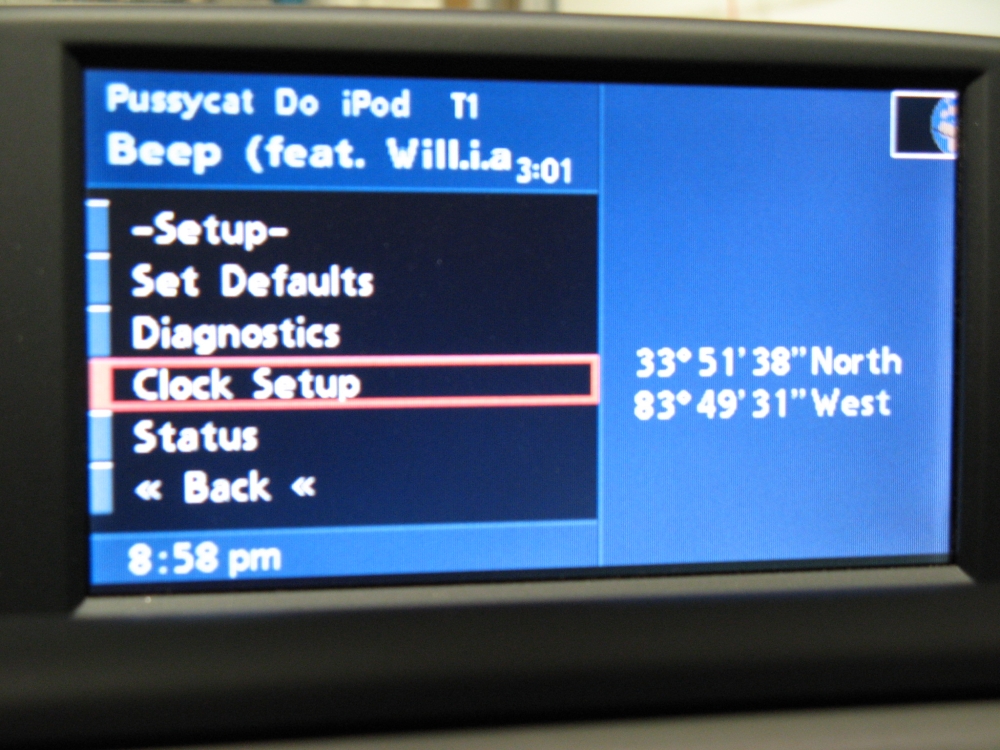 Pussycat Do iPod T1
Beep (feat. Will.i.a 3:01
-Setup-
Set Defaults
Diagnostics
Clock Setup
Status
« Back «
8:58 pm
33° 51' 38" North
83° 49' 31" West